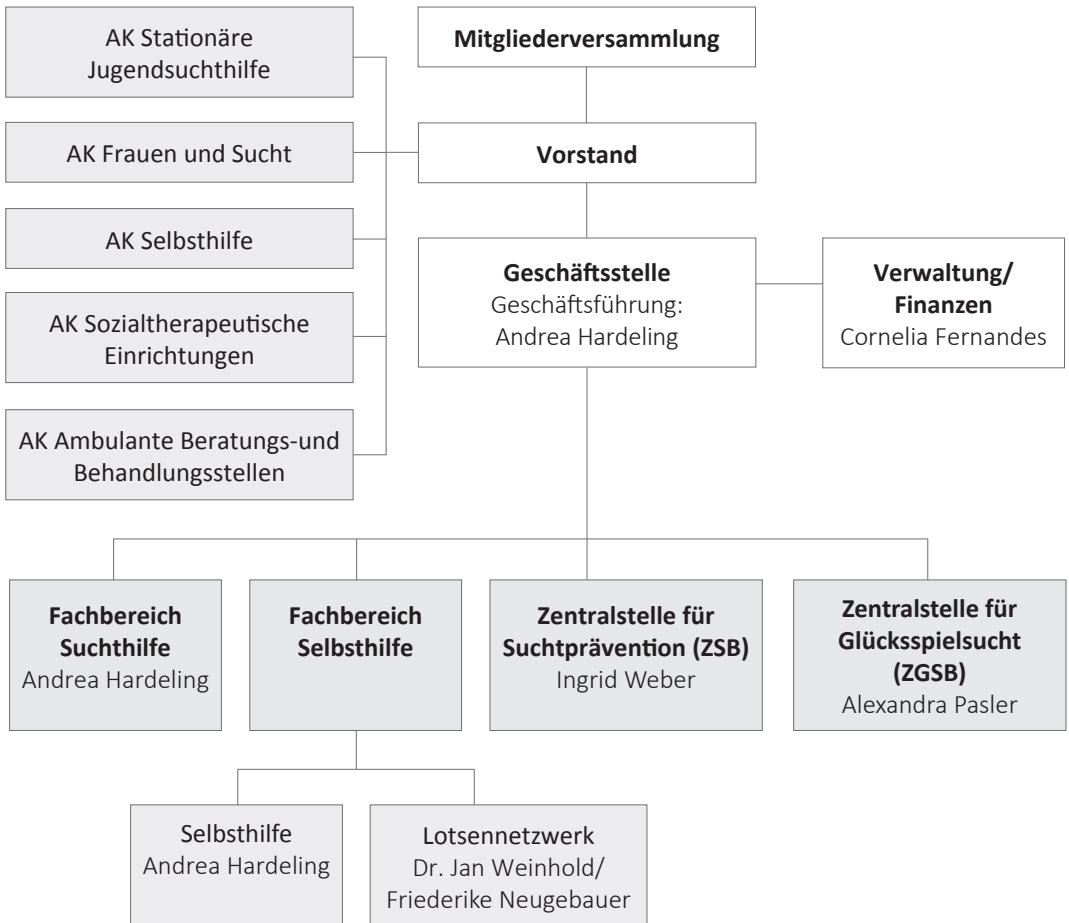 AK Stationäre
Jugendsuchthilfe
AK Frauen und Sucht
AK Selbsthilfe
AK Sozialtherapeutische
Einrichtungen
AK Ambulante Beratungs-und
Behandlungsstellen
Mitgliederversammlung
Vorstand
Geschäftsstelle
Geschäftsführung:
Andrea Hardeling
Verwaltung/
Finanzen
Cornelia Fernandes
Fachbereich
Suchthilfe
Andrea Hardeling
Fachbereich
Selbsthilfe
Zentralstelle für
Suchtprävention (ZSB)
Ingrid Weber
Zentralstelle für
Glücksspielsucht
(ZGSB)
Alexandra Pasler
Selbsthilfe
Andrea Hardeling
Lotsennetzwerk
Dr. Jan Weinhold/
Friederike Neugebauer